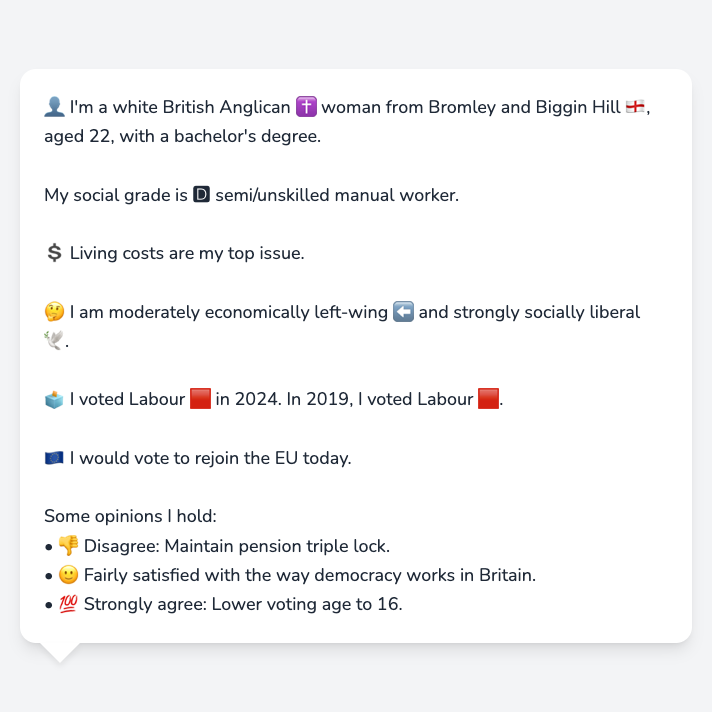 👤 I'm a white British Anglican ✝️ woman from Bromley and Biggin Hill 🏴󠁧󠁢󠁥󠁮󠁧󠁿,
aged 22, with a bachelor's degree.
My social grade is 🅳 semi/unskilled manual worker.
💲 Living costs are my top issue.
🤔 I am moderately economically left-wing ⬅️ and strongly socially liberal
🕊️.
🗳️ I voted Labour 🟥 in 2024. In 2019, I voted Labour 🟥.
🇪🇺 I would vote to rejoin the EU today.
Some opinions I hold:
• 👎 Disagree: Maintain pension triple lock.
• 🙂 Fairly satisfied with the way democracy works in Britain.
• 💯 Strongly agree: Lower voting age to 16.